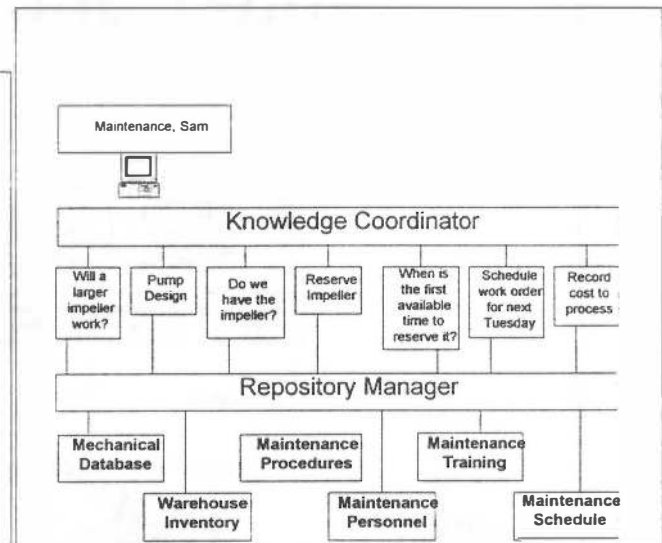 Maintenance, Sam
Knowledge Coordinator
Will a
larger
impeller
work?
Pump
Design
Do we
have the
impeller?
Reserve
Impeller
When is
the first
available
time to
reserve it?
Schedule
work order
for next
Tuesday
Record
cost to
process
Repository Manager
Mechanical
Database
Maintenance
Procedures
Maintenance
Training
Warehouse
Inventory
Maintenance
Personnel
Maintenance
Schedule